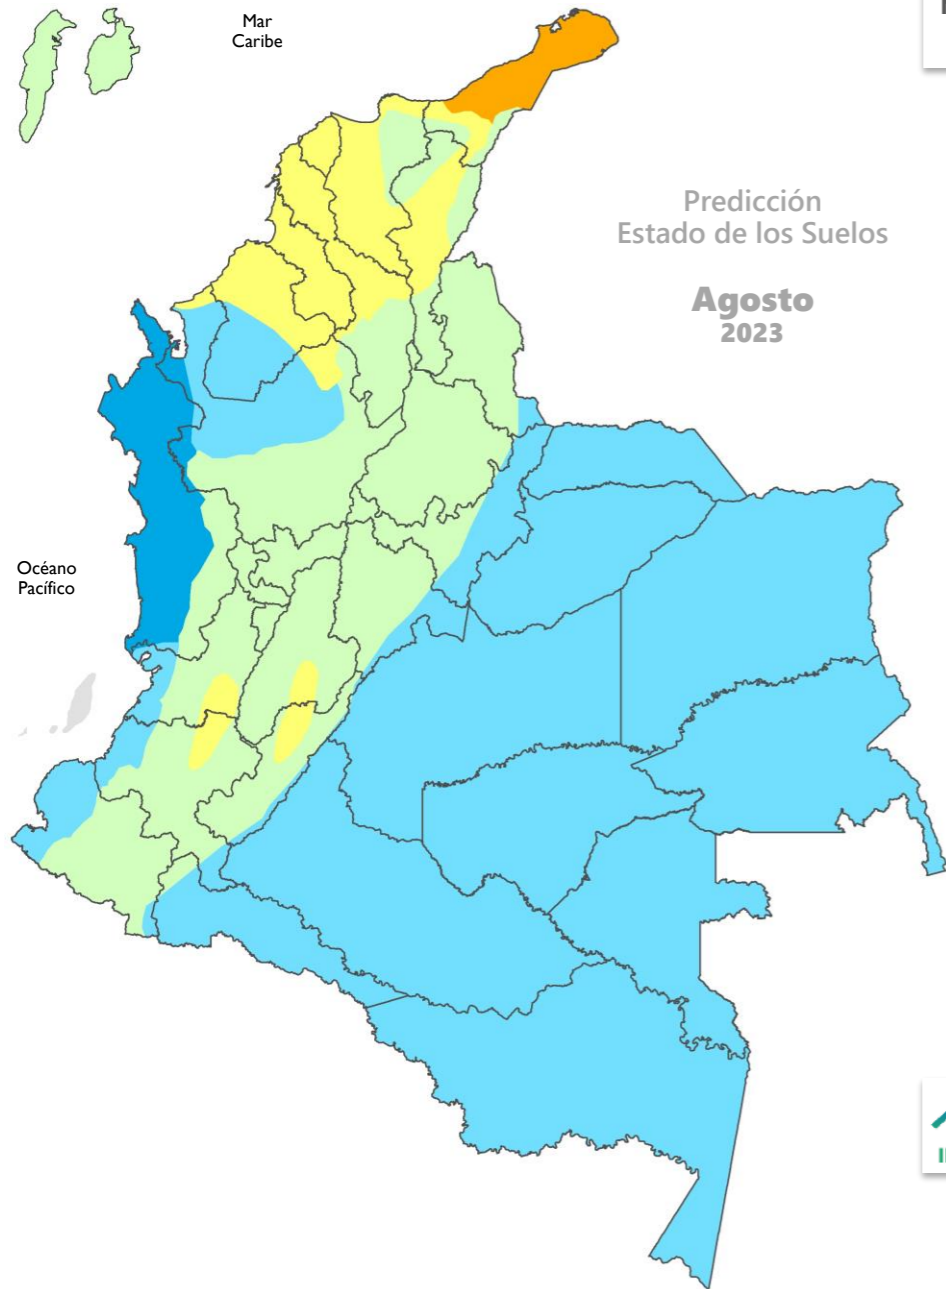 Mar
Caribe
Predicción
Estado de los Suelos
Agosto
2023
Océano
Pacífico